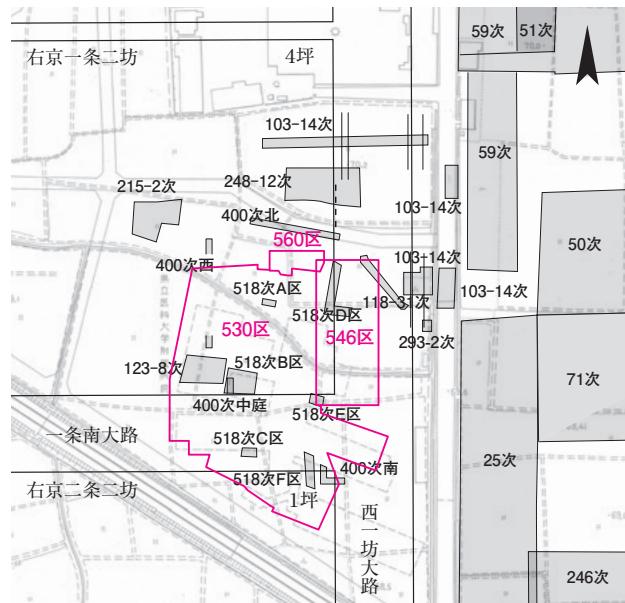 59次
51次
70.8
右京一条二坊
4坪
103-14次
70.2
59次
215-2次
248-12次
103-14次
400次北
50次
560区
400次西
103-14次
518次A区
103-14次
118-31次
518次D区
530区
546区
293-2次
123-8次
518次B区
71次
400次中庭
518次E区
一条南大路
518次C区
25次
400次南
右京二条二坊
518次F区
1坪
西一坊大路
246次